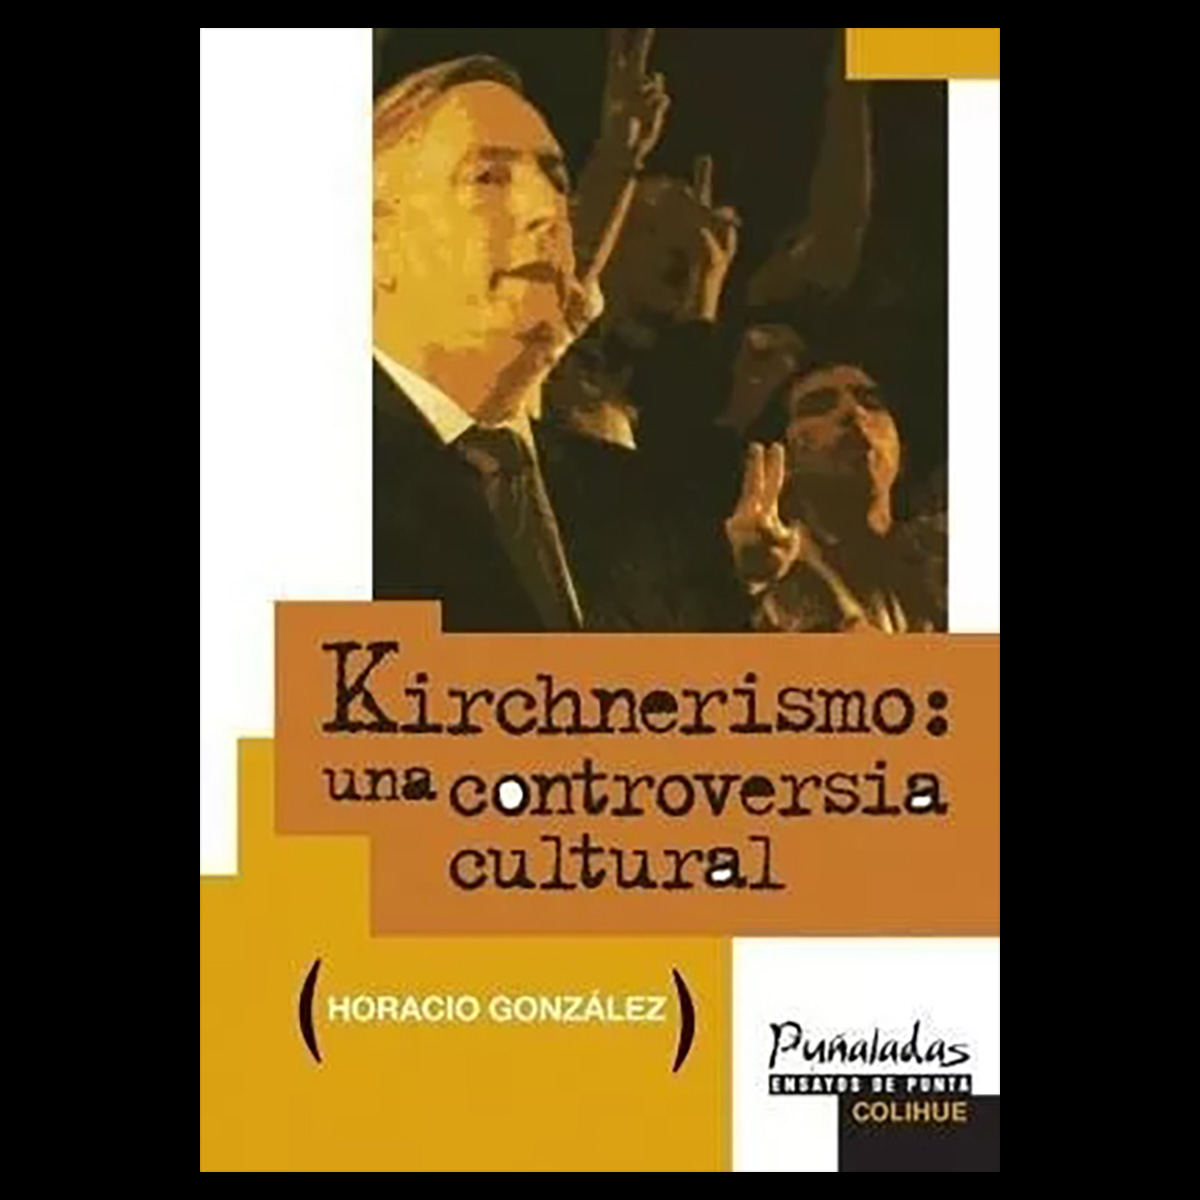 Kirchnerismo:
una controversia
cultural
(HORACIO GONZÁLEZ)
Puñaladas
ENSAYOS DE PUNTA
COLIHUE